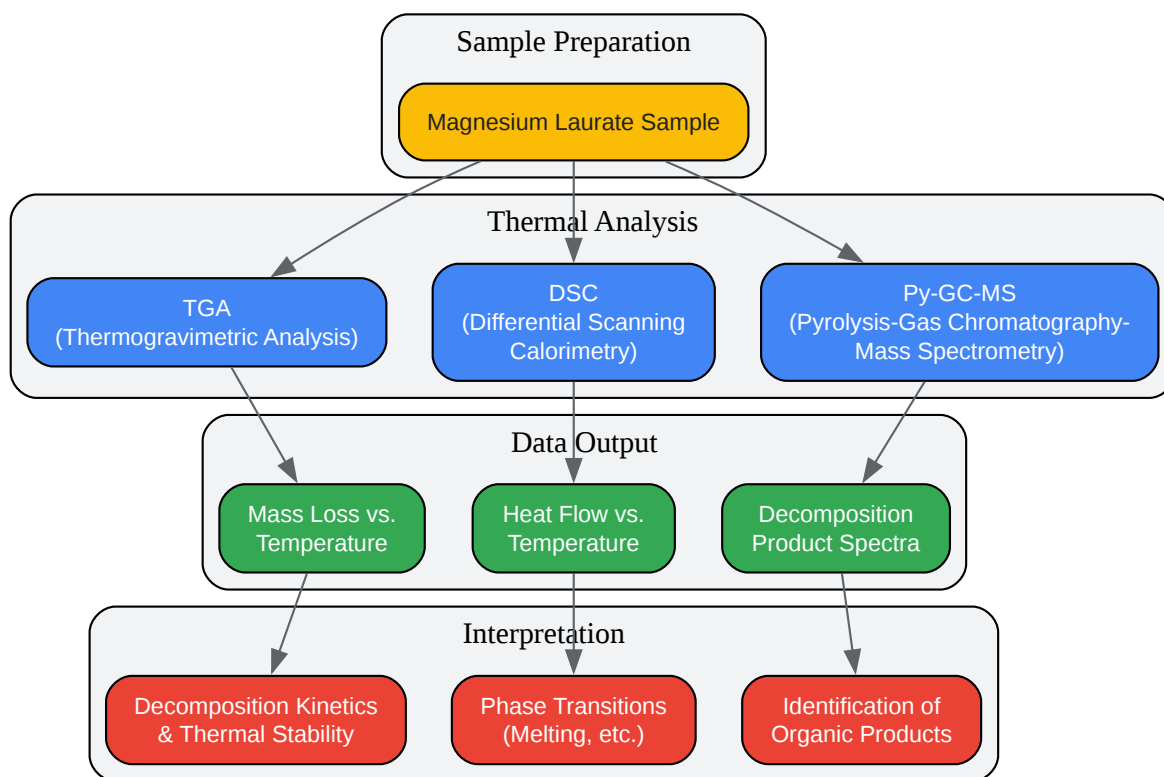 Sample Preparation
Magnesium Laurate Sample
Thermal Analysis
TGA
(Thermogravimetric Analysis)
DSC
(Differential Scanning
Calorimetry)
Py-GC-MS
(Pyrolysis-Gas Chromatography-
Mass Spectrometry)
Data Output
Mass Loss vs.
Temperature
Heat Flow vs.
Temperature
Decomposition
Product Spectra
Interpretation
Decomposition Kinetics
& Thermal Stability
Phase Transitions
(Melting, etc.)
Identification of
Organic Products